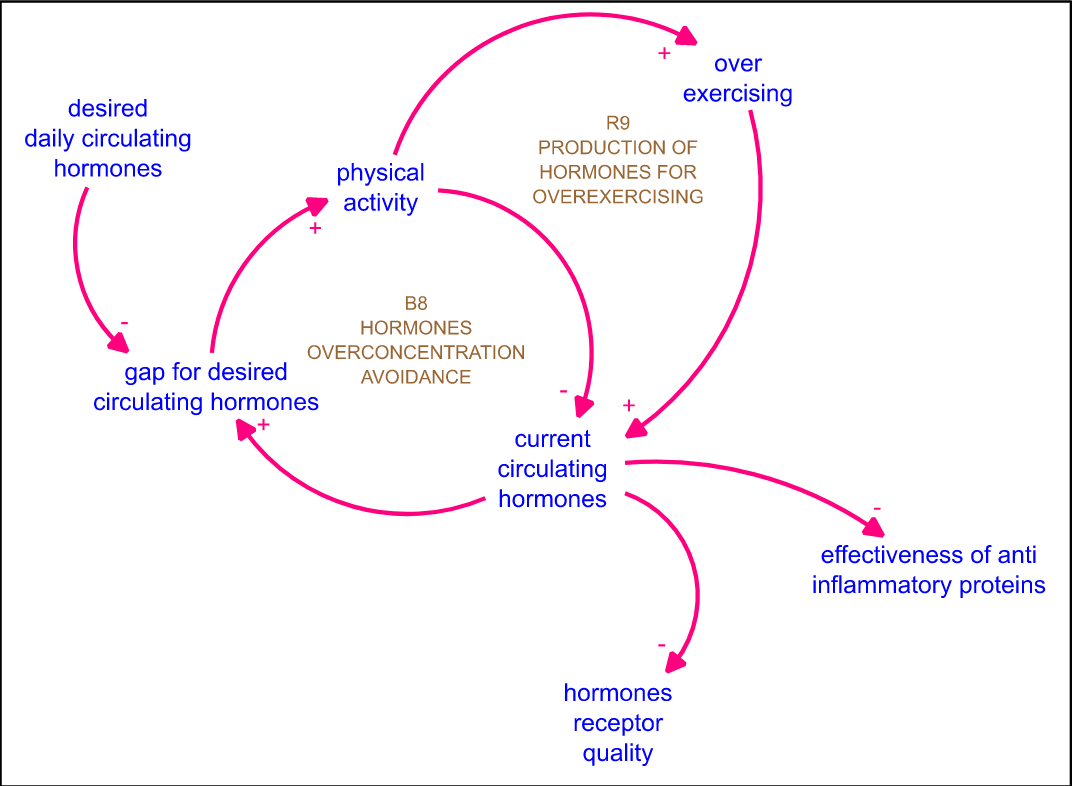 over
exercising
+
desired
daily circulating
hormones
R9
PRODUCTION OF
HORMONES FOR
OVEREXERCISING
physical
activity
+
B8
HORMONES
OVERCONCENTRATION
AVOIDANCE
-
gap for desired
circulating hormones
+
-
+
current
circulating
hormones
-
effectiveness of anti
inflammatory proteins
-
hormones
receptor
quality